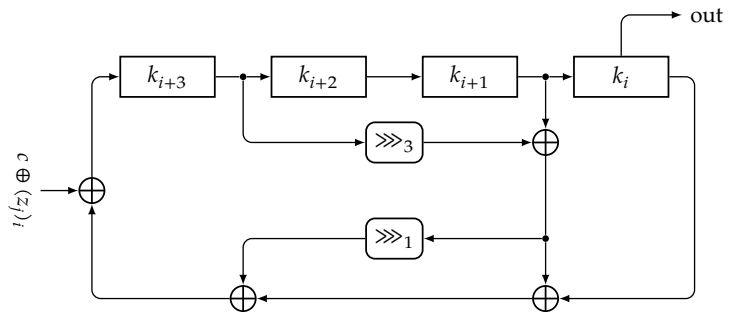 out
k_{i+3}
k_{i+2}
k_{i+1}
k_i
⋙_3
c ⊕ (z_j)_i
⋙_1